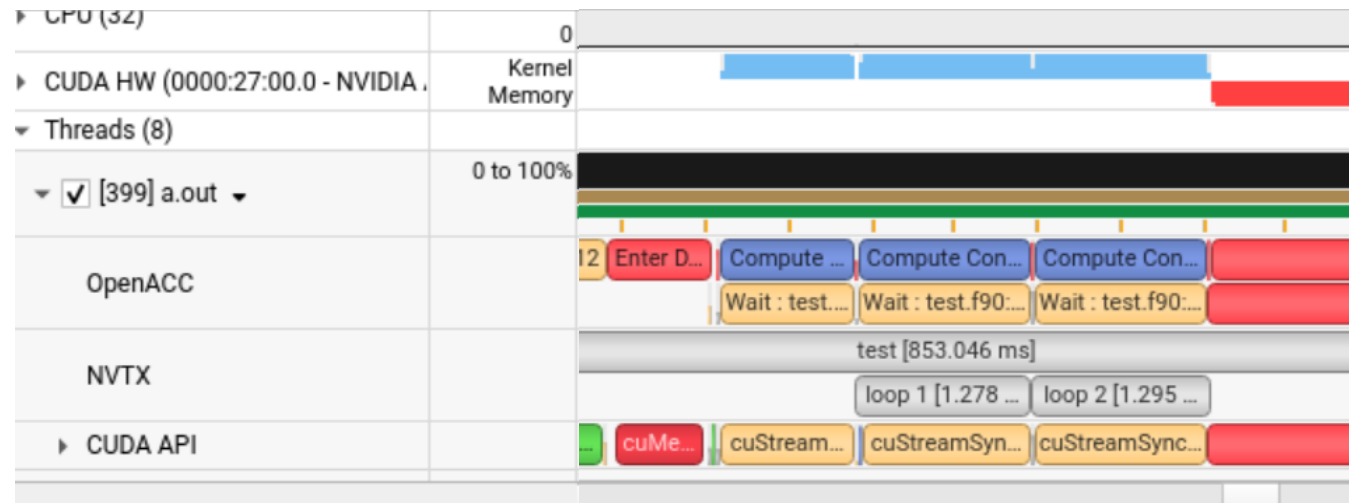 CPU (32)
0
CUDA HW (0000:27:00.0 - NVIDIA
Kernel
Memory
Threads (8)
[399] a.out
0 to 100%
OpenACC
12 Enter D... Compute ... Compute Con... Compute Con...
Wait : test.... Wait : test.f90:... Wait : test.f90:...
NVTX
test [853.046 ms]
loop 1 [1.278 ... loop 2 [1.295 ...
CUDA API
... cuMe... cuStream... cuStreamSyn... cuStreamSync...